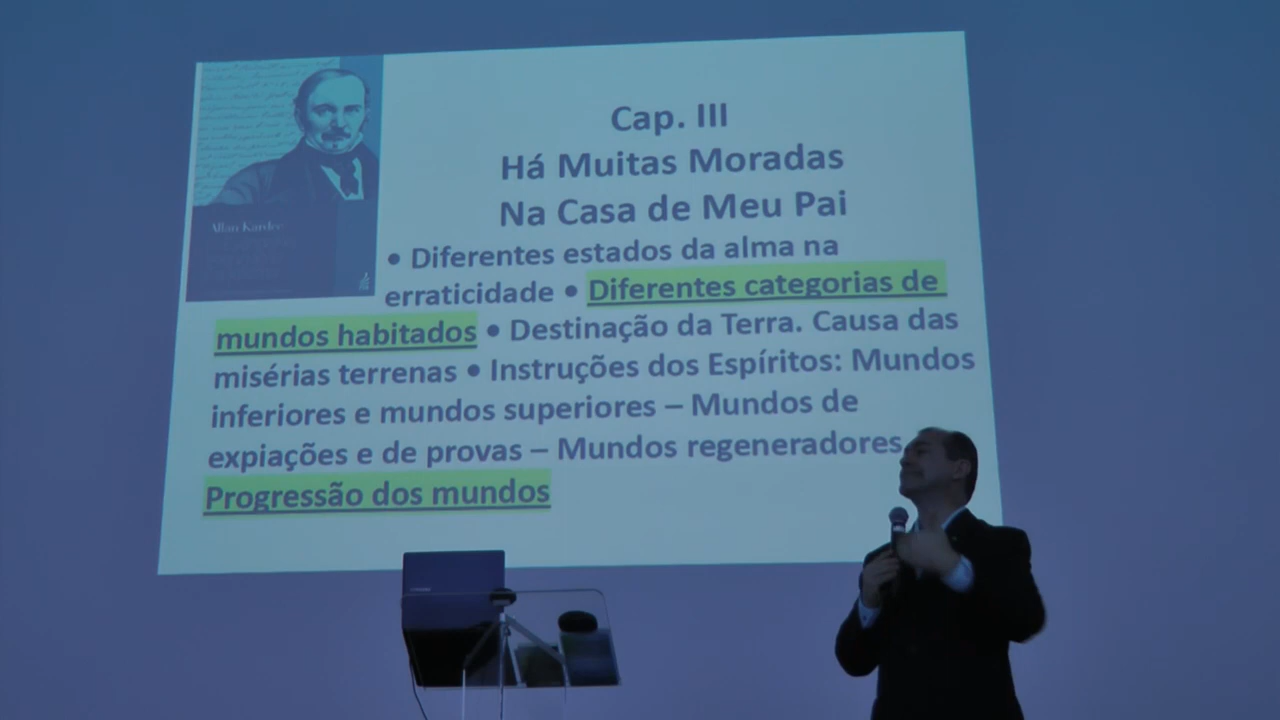 Allan Kardec
Cap. III
Há Muitas Moradas
Na Casa de Meu Pai
• Diferentes estados da alma na
erraticidade • Diferentes categorias de
mundos habitados • Destinação da Terra. Causa das
misérias terrenas • Instruções dos Espíritos: Mundos
inferiores e mundos superiores – Mundos de
expiações e de provas – Mundos regeneradores
Progressão dos mundos